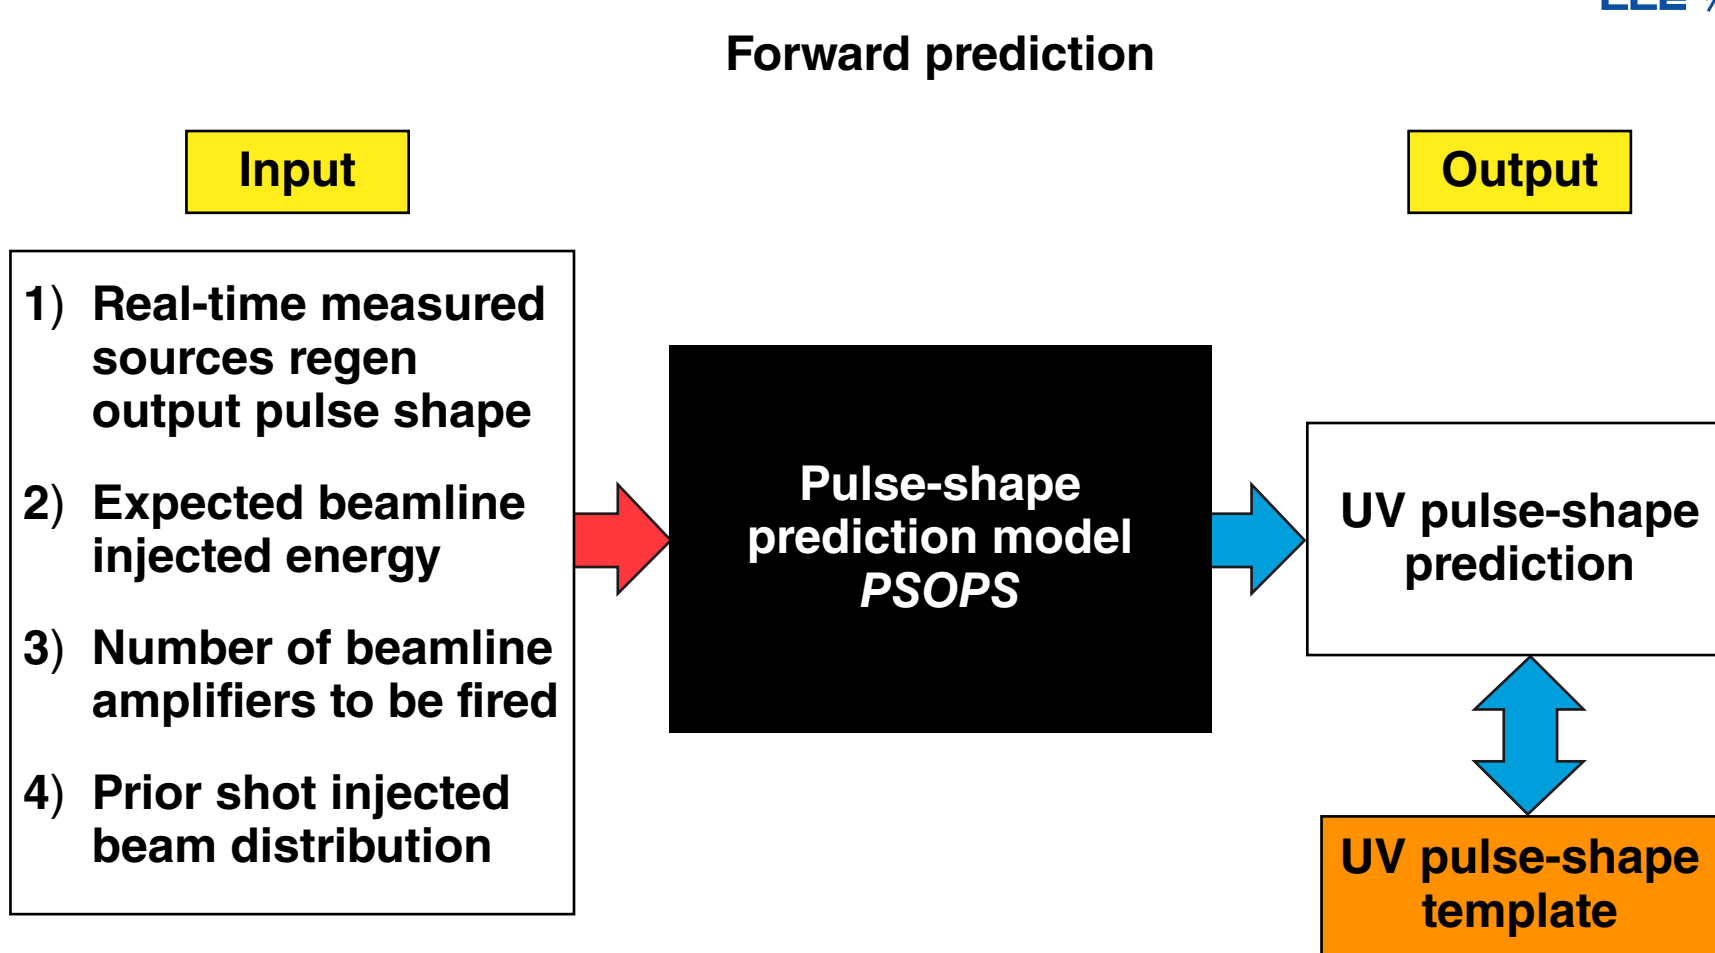 Forward prediction
Input
Output
1) Real-time measured
sources regen
output pulse shape
2) Expected beamline
injected energy
3) Number of beamline
amplifiers to be fired
4) Prior shot injected
beam distribution
Pulse-shape
prediction model
PSOPS
UV pulse-shape
prediction
UV pulse-shape
template